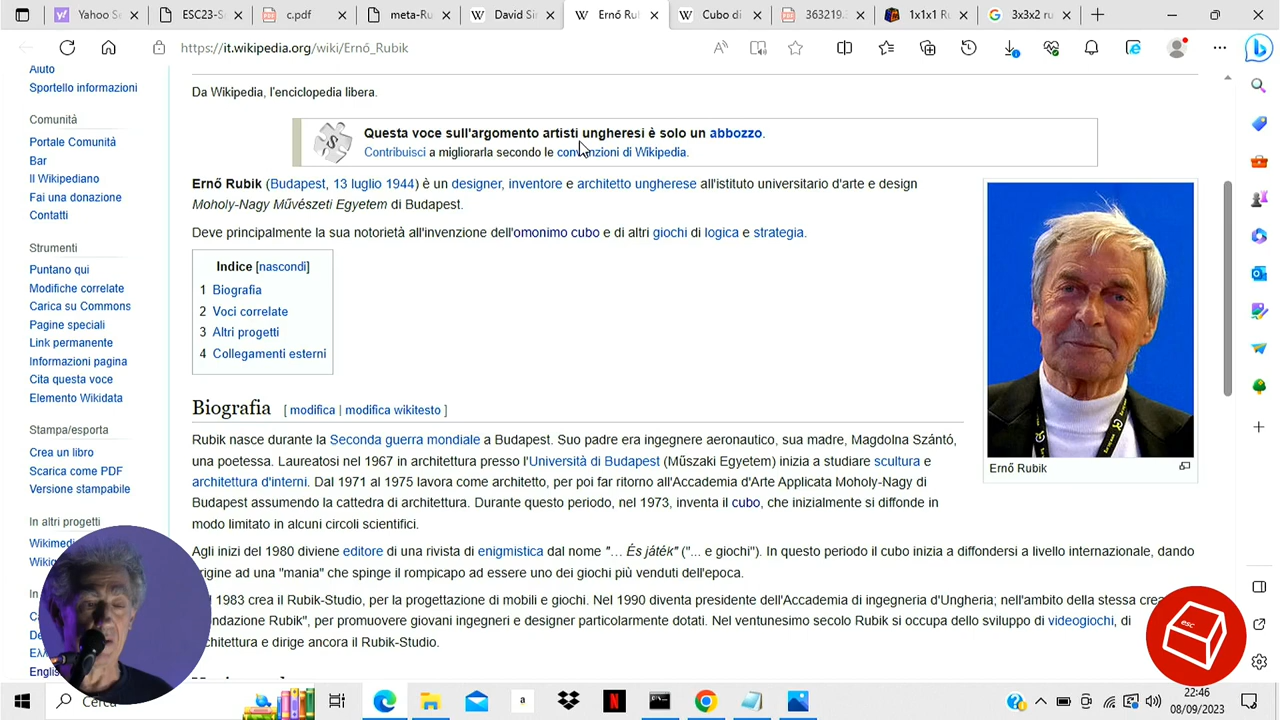 Yahoo Se
ESC23-S
c.pdf
meta-Ru
David Sin
Ernő Rub
Cubo di
363219.
1x1x1 Ru
3x3x2 ru
https://it.wikipedia.org/wiki/Ernő_Rubik
Aiuto
Sportello informazioni
Comunità
Portale Comunità
Bar
Il Wikipediano
Fai una donazione
Contatti
Strumenti
Puntano qui
Modifiche correlate
Carica su Commons
Pagine speciali
Link permanente
Informazioni pagina
Cita questa voce
Elemento Wikidata
Stampa/esporta
Crea un libro
Scarica come PDF
Versione stampabile
In altri progetti
Wikime
Wikiq
In
De
Ελλ
English
Da Wikipedia, l'enciclopedia libera.
Questa voce sull'argomento artisti ungheresi è solo un abbozzo.
Contribuisci a migliorarla secondo le convenzioni di Wikipedia.
Ernő Rubik (Budapest, 13 luglio 1944) è un designer, inventore e architetto ungherese all'istituto universitario d'arte e design
Moholy-Nagy Művészeti Egyetem di Budapest.
Deve principalmente la sua notorietà all'invenzione dell'omonimo cubo e di altri giochi di logica e strategia.
Indice [nascondi]
1 Biografia
2 Voci correlate
3 Altri progetti
4 Collegamenti esterni
Ernő Rubik
Biografia [ modifica | modifica wikitesto ]
Rubik nasce durante la Seconda guerra mondiale a Budapest. Suo padre era ingegnere aeronautico, sua madre, Magdolna Szántó,
una poetessa. Laureatosi nel 1967 in architettura presso l'Università di Budapest (Műszaki Egyetem) inizia a studiare scultura e
architettura d'interni. Dal 1971 al 1975 lavora come architetto, per poi far ritorno all'Accademia d'Arte Applicata Moholy-Nagy di
Budapest assumendo la cattedra di architettura. Durante questo periodo, nel 1973, inventa il cubo, che inizialmente si diffonde in
modo limitato in alcuni circoli scientifici.
Agli inizi del 1980 diviene editore di una rivista di enigmistica dal nome "... És játék" ("... e giochi"). In questo periodo il cubo inizia a diffondersi a livello internazionale, dando
origine ad una "mania" che spinge il rompicapo ad essere uno dei giochi più venduti dell'epoca.
1983 crea il Rubik-Studio, per la progettazione di mobili e giochi. Nel 1990 diventa presidente dell'Accademia di ingegneria d'Ungheria; nell'ambito della stessa crea
ndazione Rubik", per promuovere giovani ingegneri e designer particolarmente dotati. Nel ventunesimo secolo Rubik si occupa dello sviluppo di videogiochi, di
chitettura e dirige ancora il Rubik-Studio.
esc
Cerca
22:46
08/09/2023